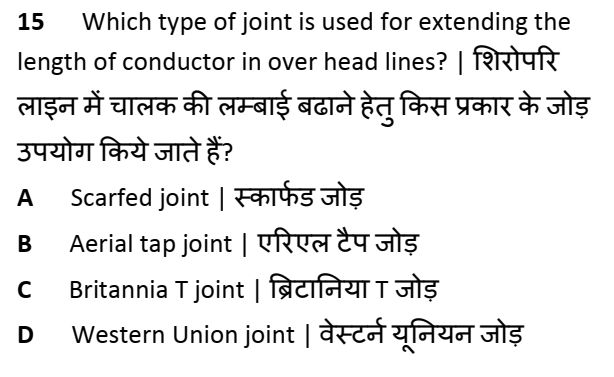 15 Which type of joint is used for extending the
length of conductor in over head lines? | शिरोपरि
लाइन में चालक की लम्बाई बढाने हेतु किस प्रकार के जोड़
उपयोग किये जाते हैं?
A Scarfed joint | स्कार्फड जोड़
B Aerial tap joint | एरिएल टैप जोड़
C Britannia T joint | ब्रिटानिया T जोड़
D Western Union joint | वेस्टर्न यूनियन जोड़